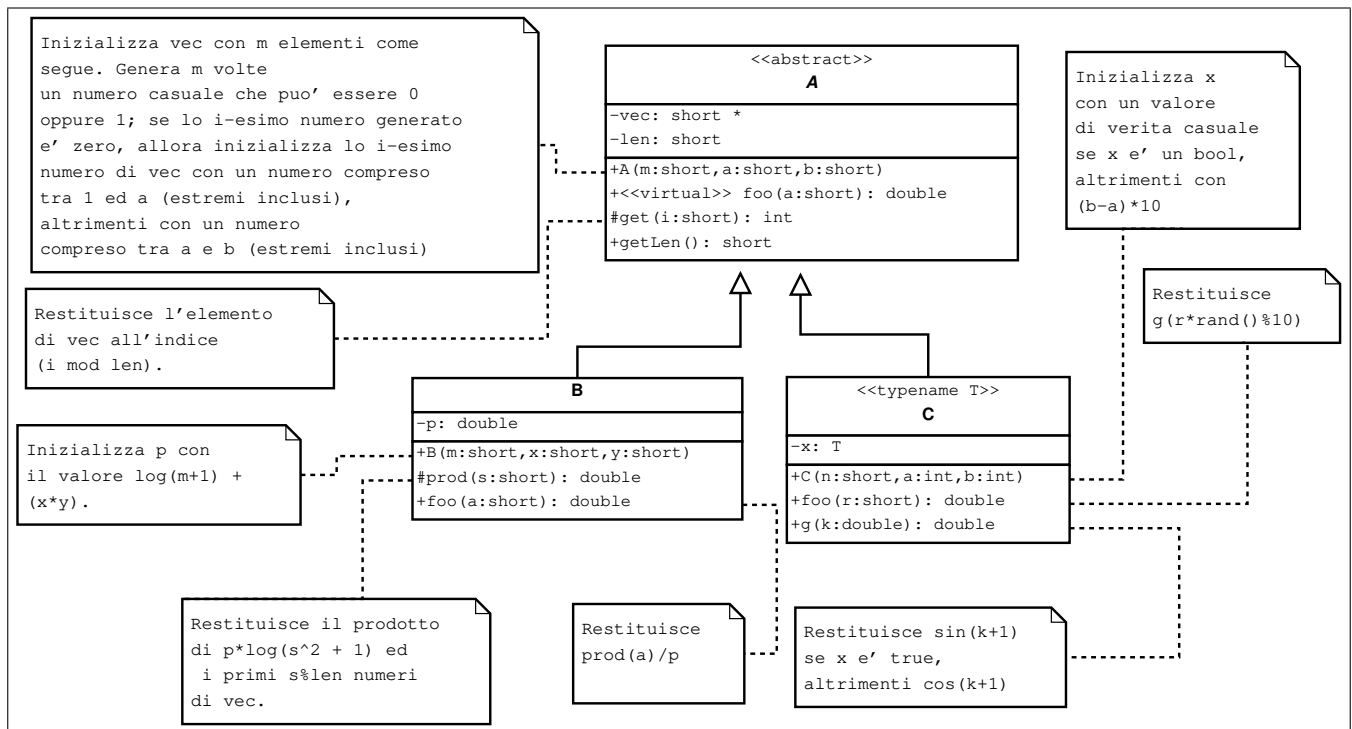 Inizializza vec con m elementi come
segue. Genera m volte
un numero casuale che puo' essere 0
oppure 1; se lo i-esimo numero generato
e' zero, allora inizializza lo i-esimo
numero di vec con un numero compreso
tra 1 ed a (estremi inclusi),
altrimenti con un numero
compreso tra a e b (estremi inclusi)
<<abstract>>
A
-vec: short *
-len: short
+A(m:short,a:short,b:short)
+<<virtual>> foo(a:short): double
#get(i:short): int
+getLen(): short
Inizializza x
con un valore
di verita casuale
se x e' un bool,
altrimenti con
(b-a)*10
Restituisce l'elemento
di vec all'indice
(i mod len).
Restituisce
g(r*rand()%10)
B
-p: double
+B(m:short,x:short,y:short)
#prod(s:short): double
+foo(a:short): double
<<typename T>>
C
-x: T
+C(n:short,a:int,b:int)
+foo(r:short): double
+g(k:double): double
Inizializza p con
il valore log(m+1) +
(x*y).
Restituisce il prodotto
di p*log(s^2 + 1) ed
i primi s%len numeri
di vec.
Restituisce
prod(a)/p
Restituisce sin(k+1)
se x e' true,
altrimenti cos(k+1)